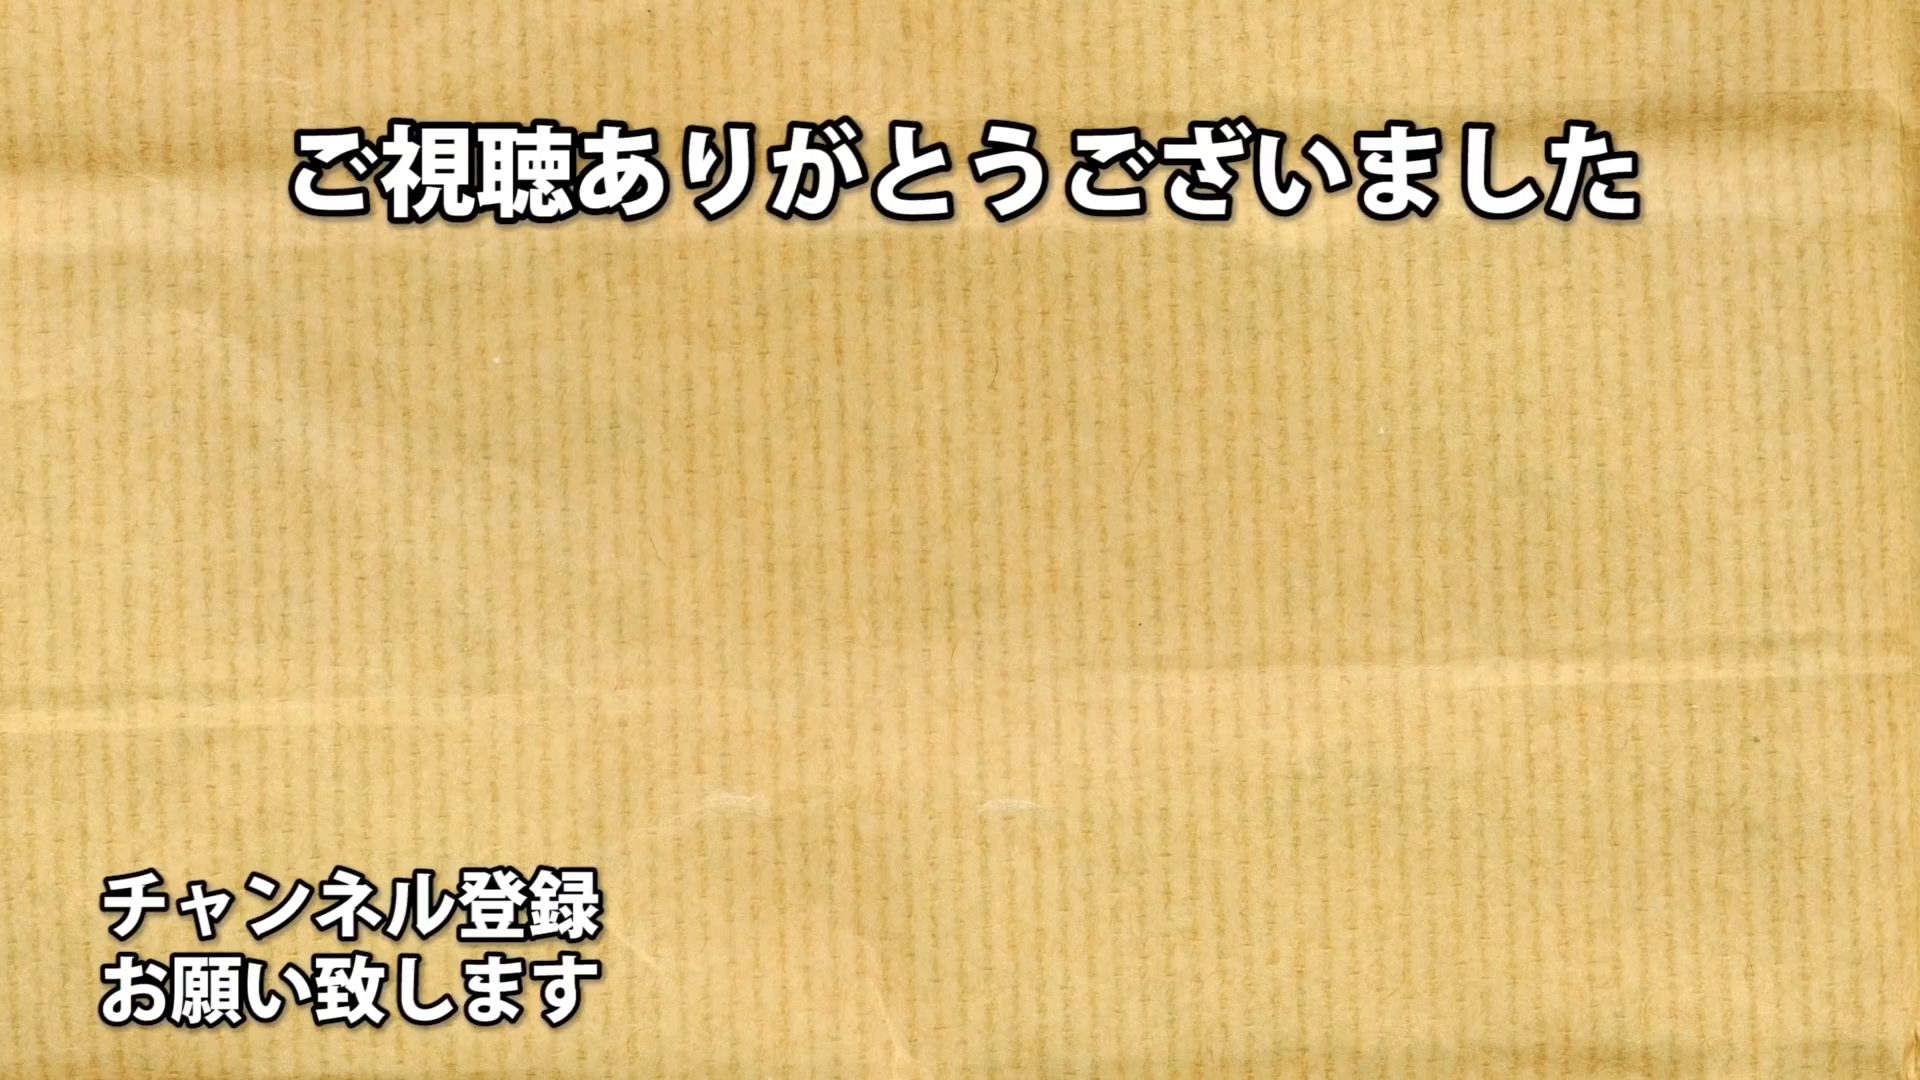 ご視聴ありがとうございました
チャンネル登録
お願い致します